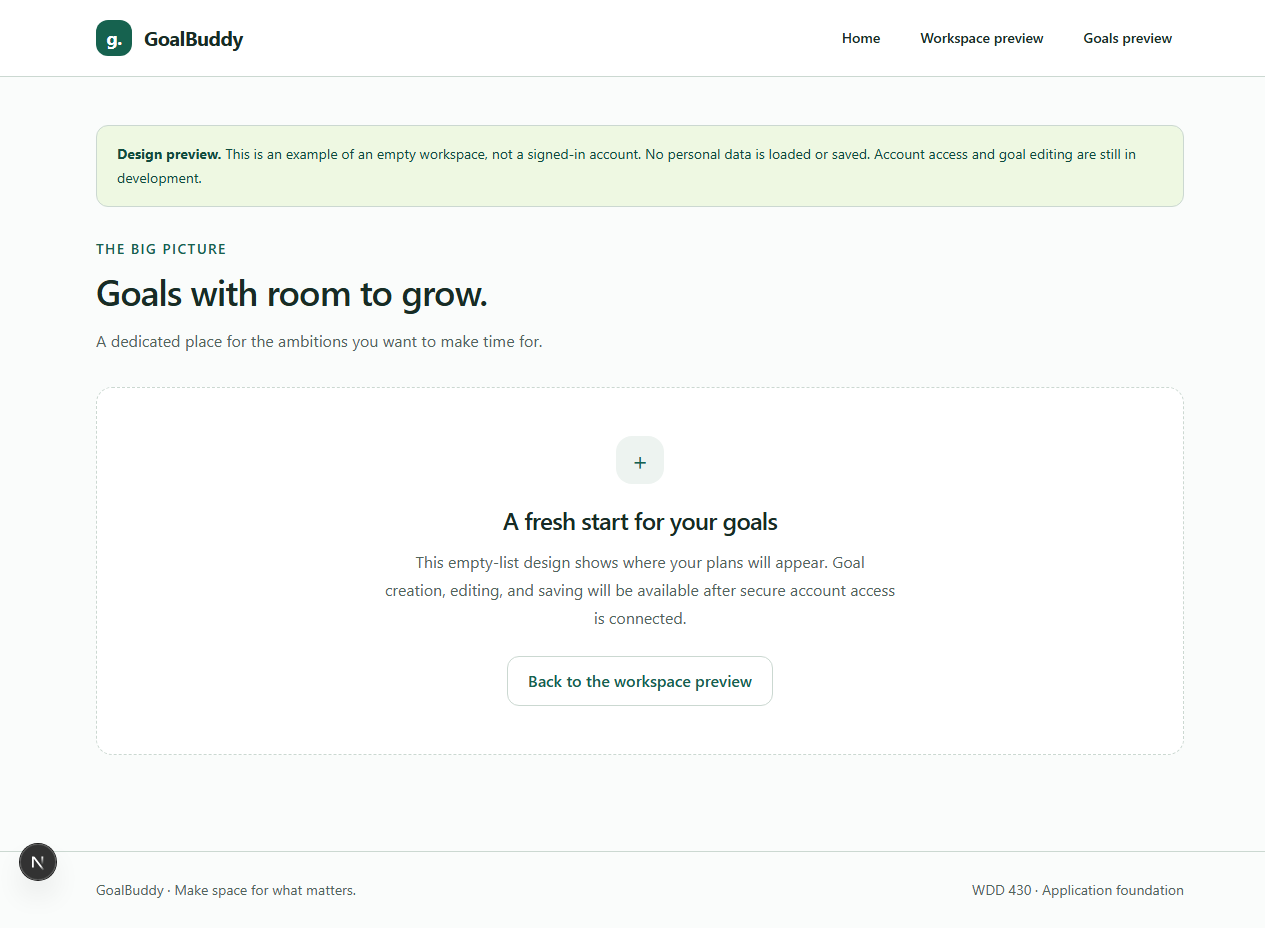 g.
GoalBuddy
Home
Workspace preview
Goals preview
Design preview. This is an example of an empty workspace, not a signed-in account. No personal data is loaded or saved. Account access and goal editing are still in
development.
THE BIG PICTURE
Goals with room to grow.
A dedicated place for the ambitions you want to make time for.
+
A fresh start for your goals
This empty-list design shows where your plans will appear. Goal
creation, editing, and saving will be available after secure account access
is connected.
Back to the workspace preview
N
GoalBuddy · Make space for what matters.
WDD 430 · Application foundation